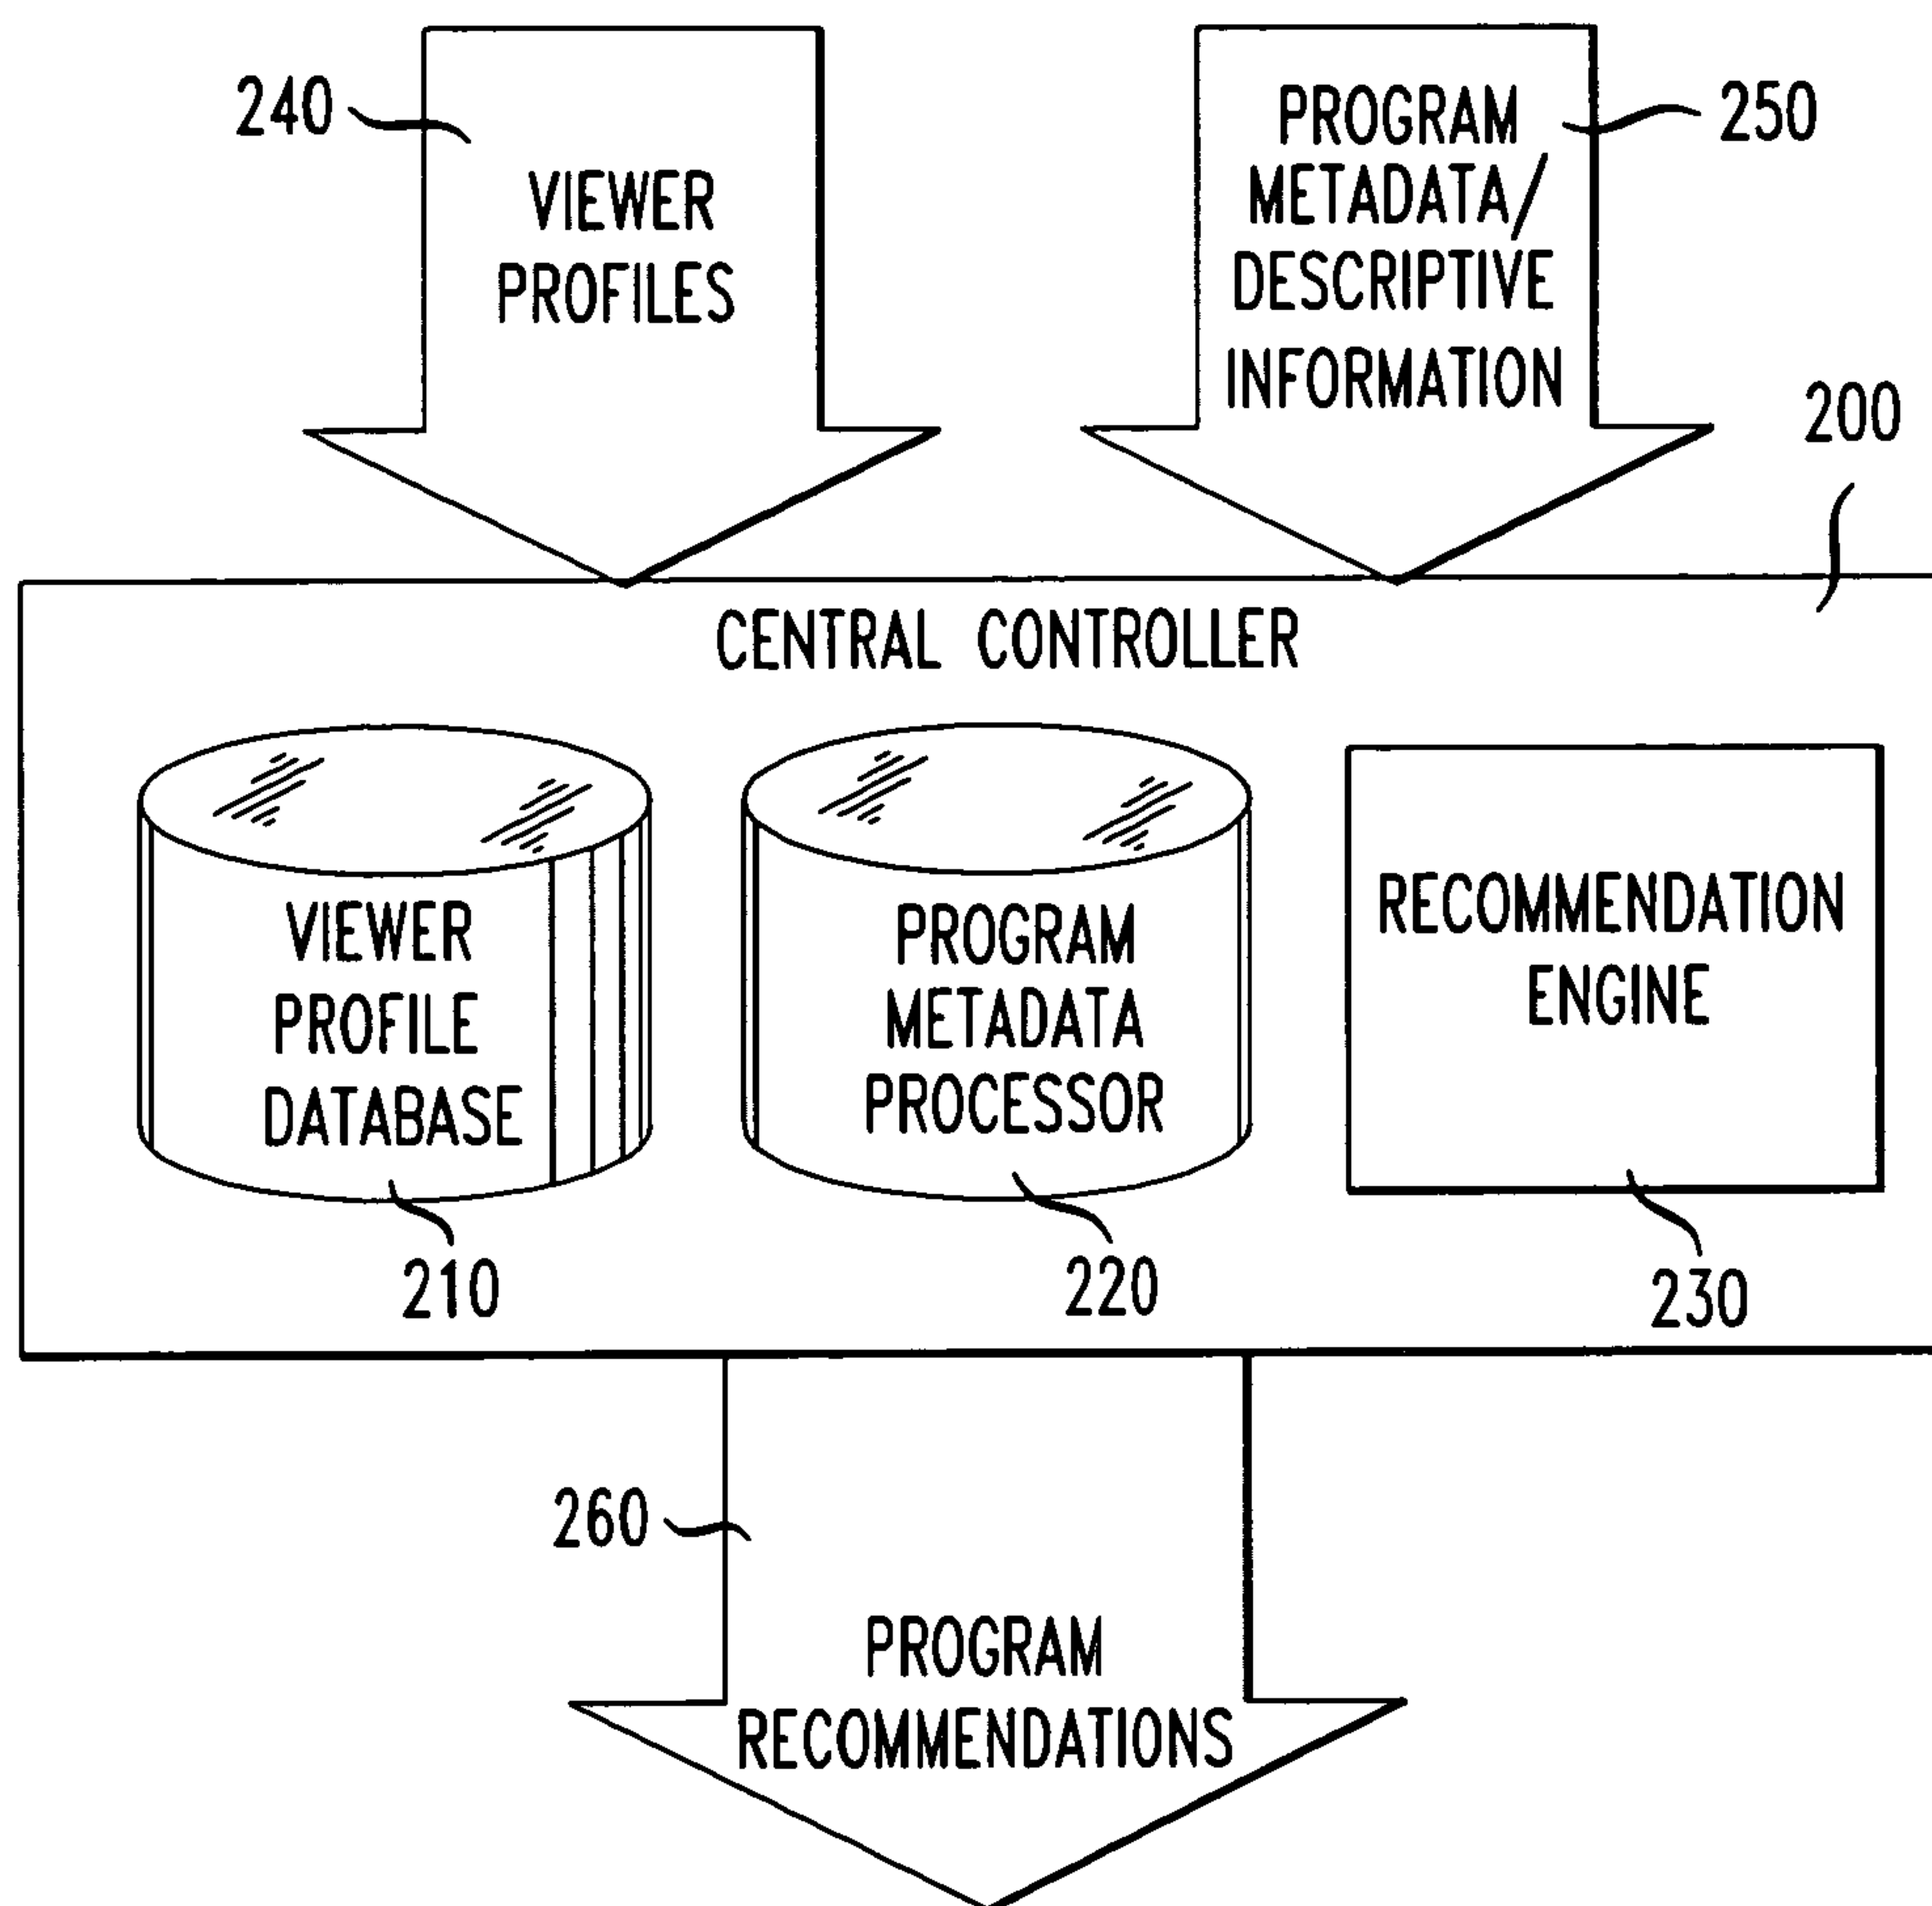 240
VIEWER
PROFILES
PROGRAM
METADATA/
DESCRIPTIVE
INFORMATION
250
200
CENTRAL CONTROLLER
VIEWER
PROFILE
DATABASE
210
PROGRAM
METADATA
PROCESSOR
220
RECOMMENDATION
ENGINE
230
260
PROGRAM
RECOMMENDATIONS